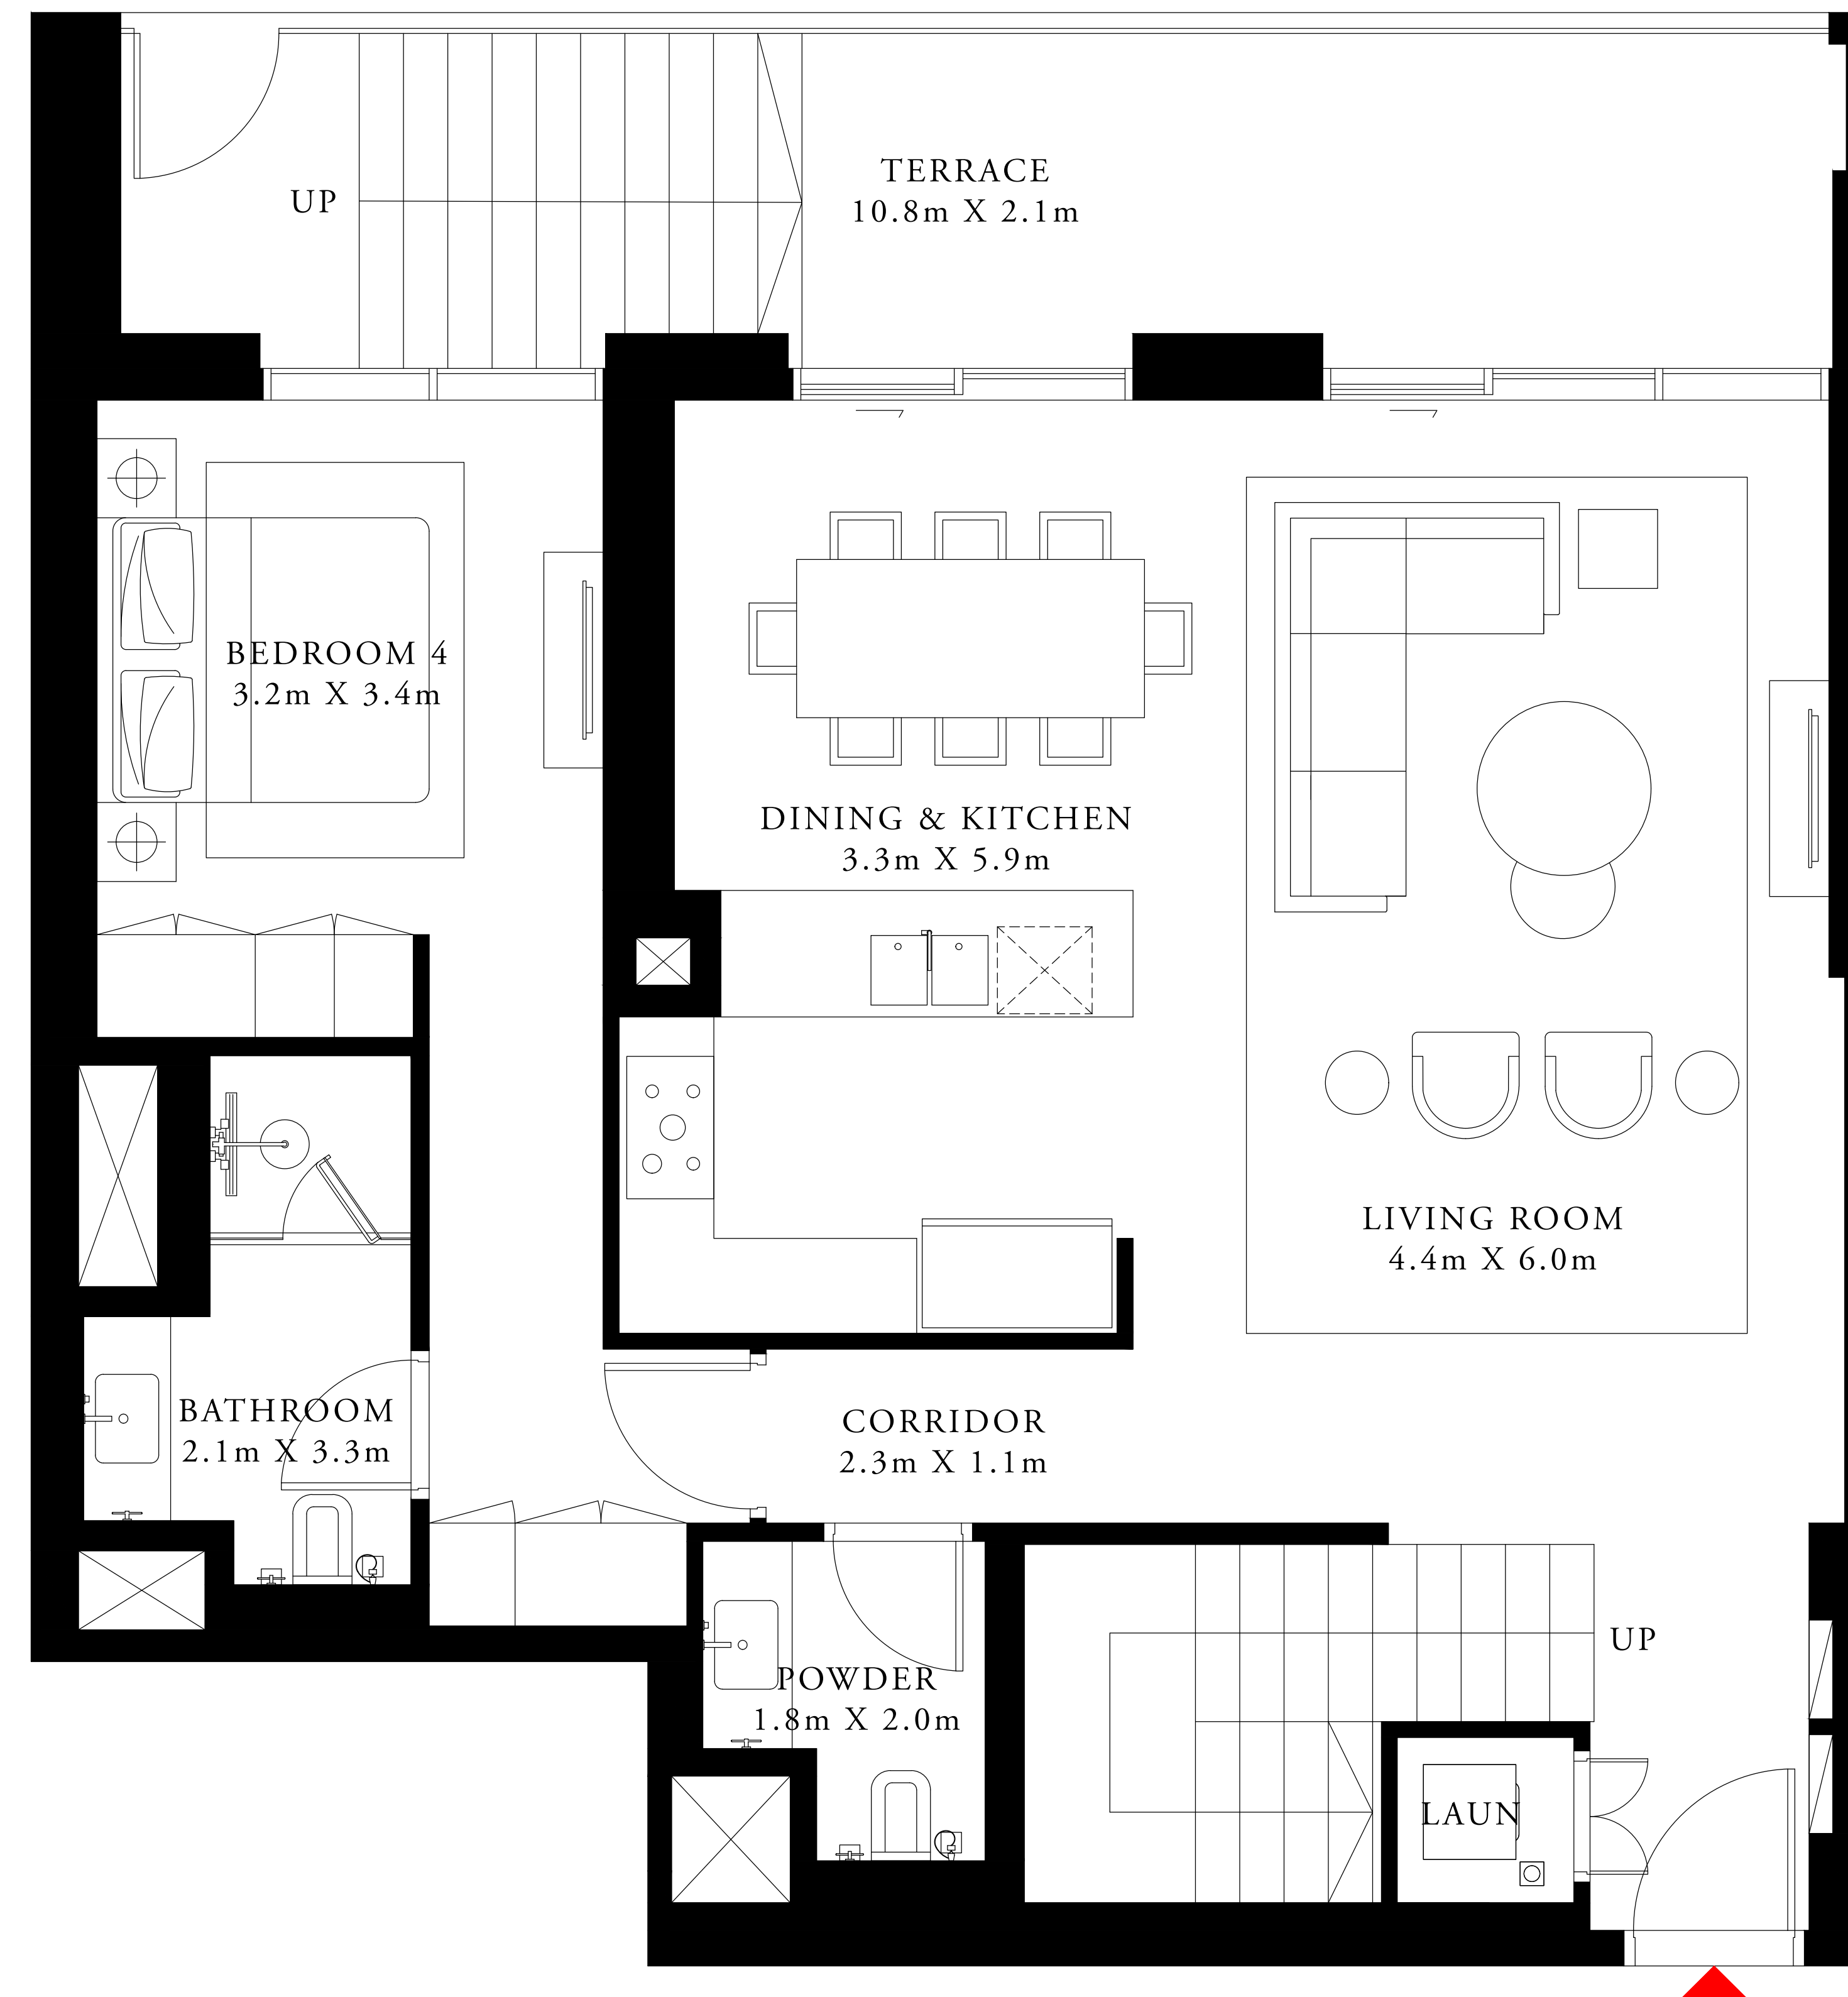 TERRACE
10.8m X 2.1m
UP
BEDROOM 4
3.2m X 3.4m
DINING & KITCHEN
3.3m X 5.9m
LIVING ROOM
4.4m X 6.0m
BATHROOM
2.1m X 3.3m
CORRIDOR
2.3m X 1.1m
UP
POWDER
1.8m X 2.0m
LAUN